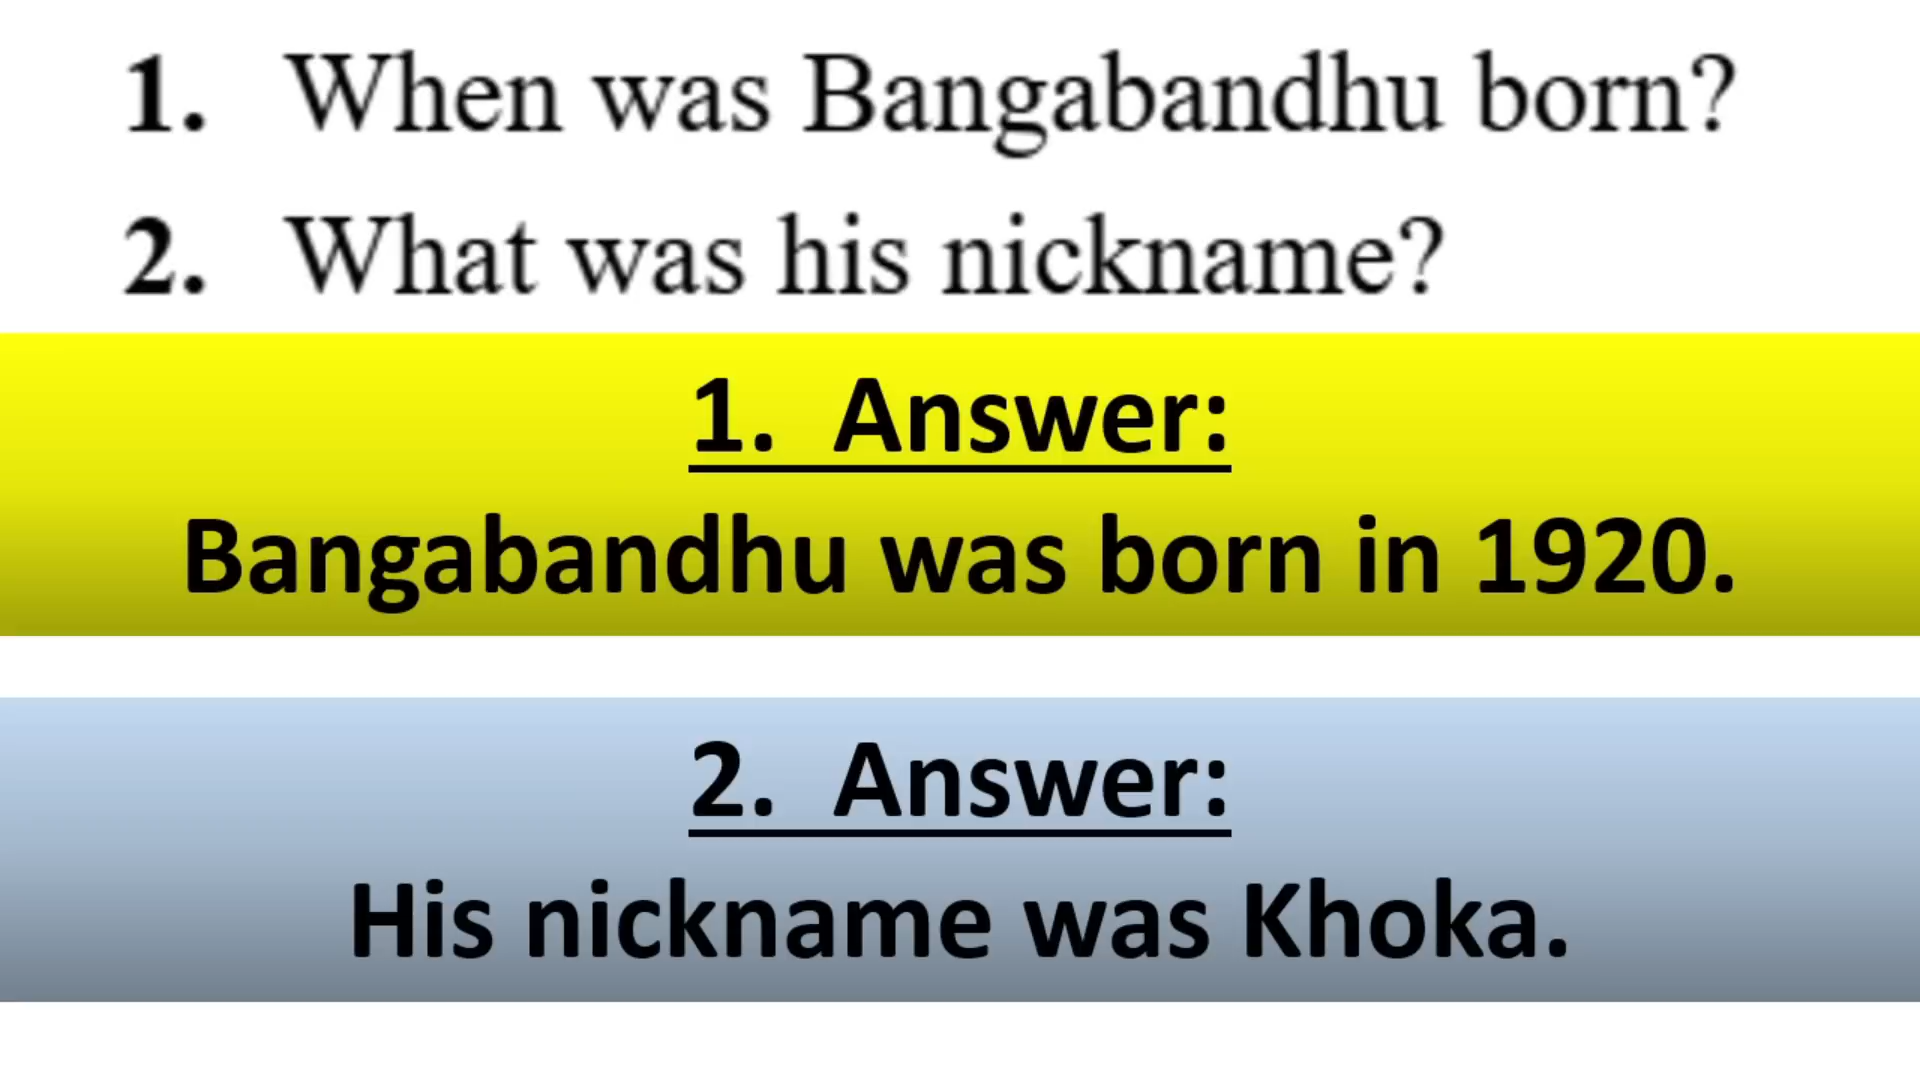 1. When was Bangabandhu born?
2. What was his nickname?
1. Answer:
Bangabandhu was born in 1920.
2. Answer:
His nickname was Khoka.